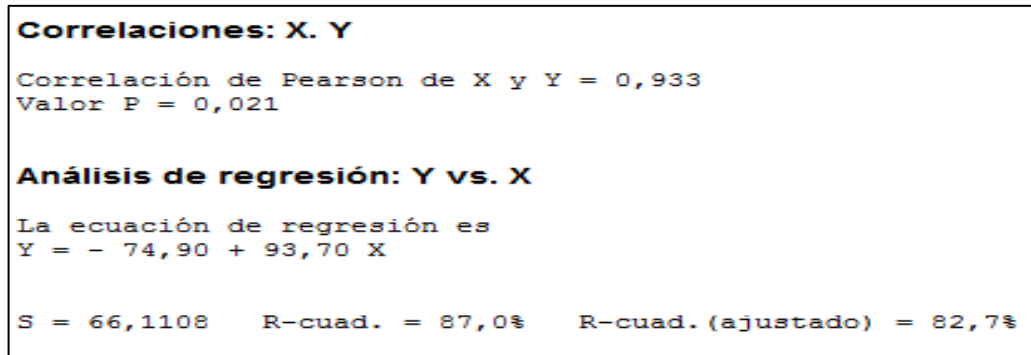 Correlaciones: X. Y
Correlación de Pearson de X y Y = 0,933
Valor P = 0,021
Análisis de regresión: Y vs. X
La ecuación de regresión es
Y = - 74,90 + 93,70 X
S = 66,1108 R-cuad. = 87,0% R-cuad.(ajustado) = 82,7%